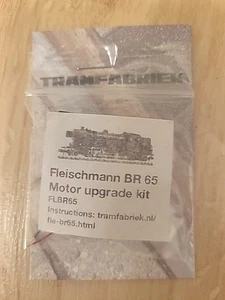 TRAMFABRIEK
Fleischmann BR 65
Motor upgrade kit
FLBR65
Instructions: tramfabriek.nl/
fle-br65.html